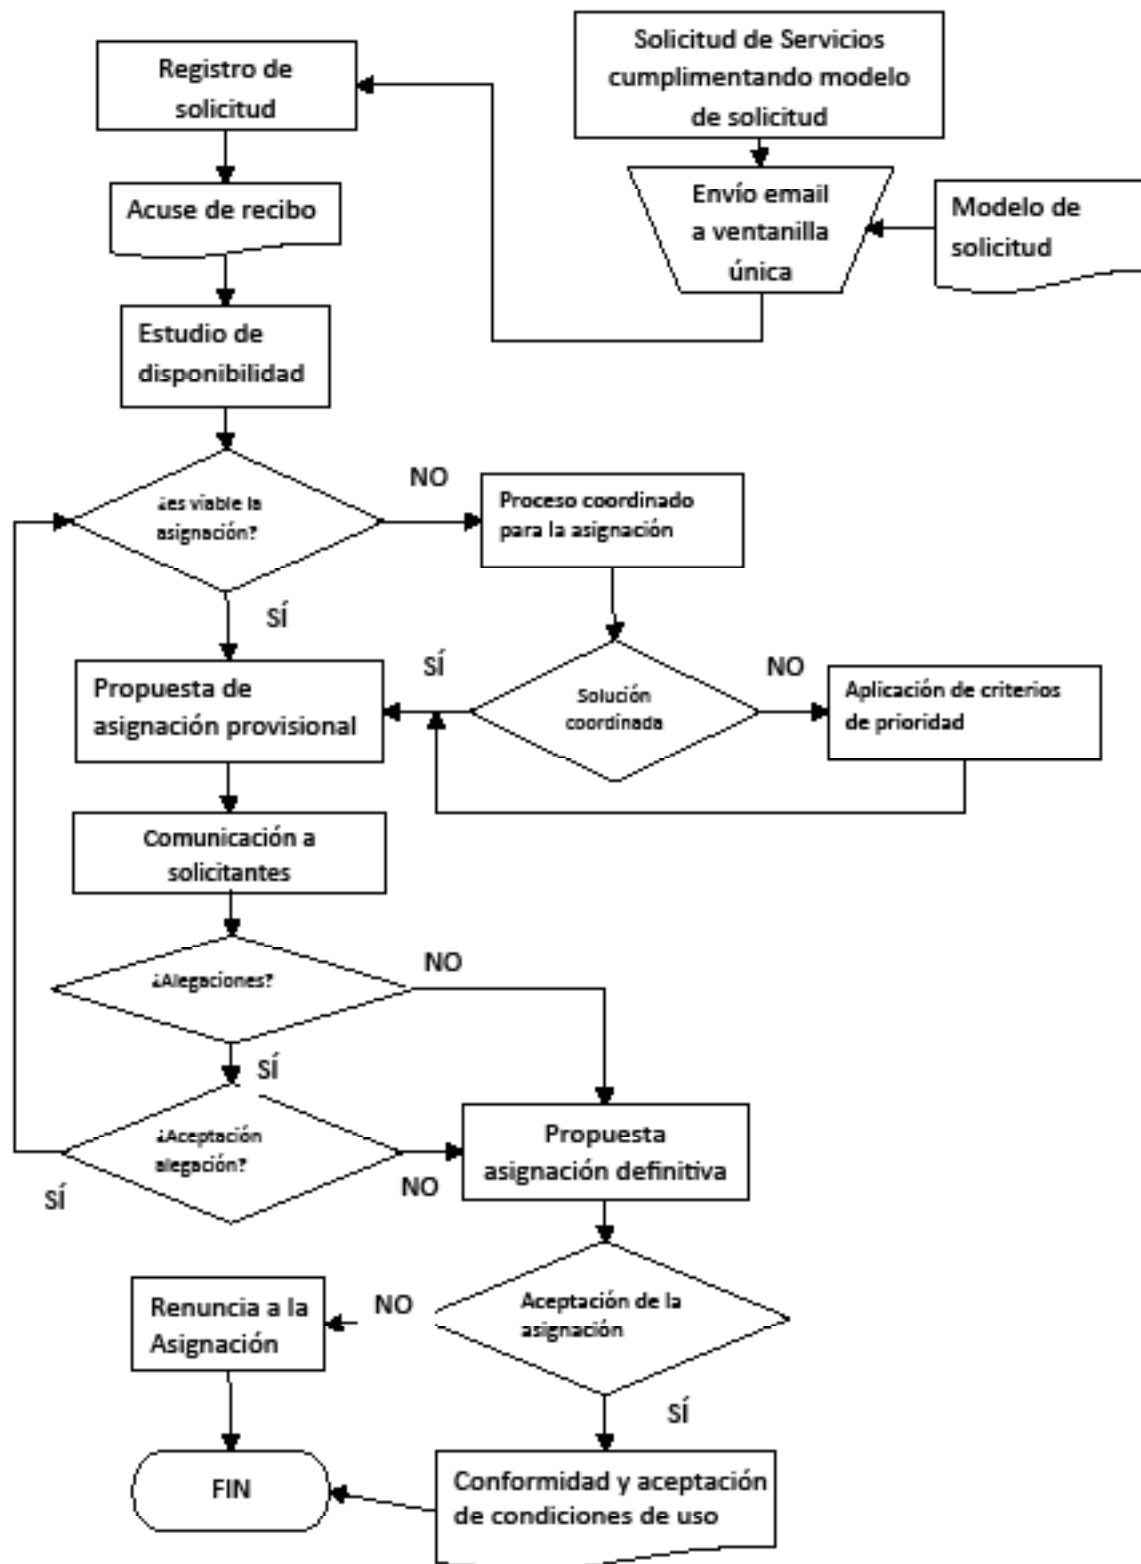 Solicitud de Servicios
cumplimentando modelo
de solicitud
Registro de
solicitud
Envío email
a ventanilla
única
Modelo de
solicitud
Acuse de recibo
Estudio de
disponibilidad
¿es viable la
asignación?
NO
Proceso coordinado
para la asignación
SÍ
Solución
coordinada
SÍ
NO
Aplicación de criterios
de prioridad
Propuesta de
asignación provisional
Comunicación a
solicitantes
¿Alegaciones?
NO
SÍ
¿Aceptación
alegación?
SÍ
NO
Propuesta
asignación definitiva
Aceptación de la
asignación
NO
Renuncia a la
Asignación
SÍ
Conformidad y aceptación
de condiciones de uso
FIN